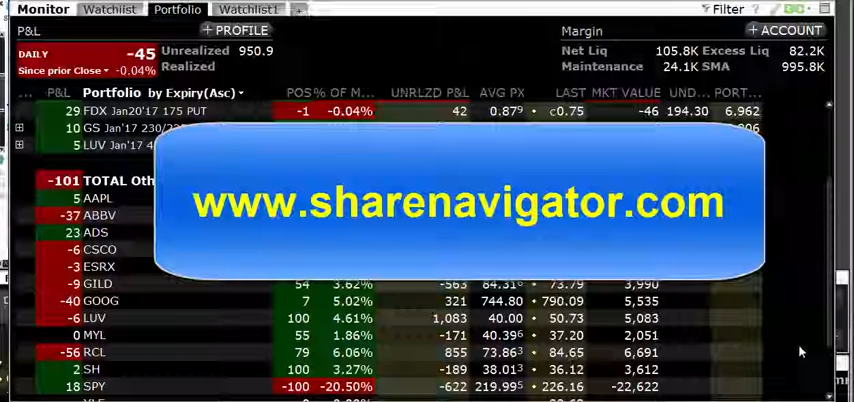 Monitor Watchlist Portfolio Watchlist1 + Filter ?
P&L + PROFILE Margin + ACCOUNT
DAILY -45 Unrealized 950.9 Net Liq 105.8K Excess Liq 82.2K
Since prior Close -0.04% Realized Maintenance 24.1K SMA 995.8K
... P&L Portfolio by Expiry(Asc) POS % OF M... UNRLZD P&L AVG PX LAST MKT VALUE UND... PORT...
29 FDX Jan20'17 175 PUT -1 -0.04% 42 0.879 c0.75 -46 194.30 6.962
10 GS Jan'17 230/22
5 LUV Jan'17 4
-101 TOTAL Oth
5 AAPL
www.sharenavigator.com
-37 ABBV
23 ADS
-6 CSCO
-3 ESRX
-9 GILD 54 3.62% -563 84.316 73.79 3,990
-40 GOOG 7 5.02% 321 744.80 790.09 5,535
-6 LUV 100 4.61% 1,083 40.00 50.73 5,083
0 MYL 55 1.86% -171 40.396 37.20 2,051
-56 RCL 79 6.06% 855 73.863 84.65 6,691
2 SH 100 3.27% -189 38.013 36.12 3,612
18 SPY -100 -20.50% -622 219.995 226.16 -22,622